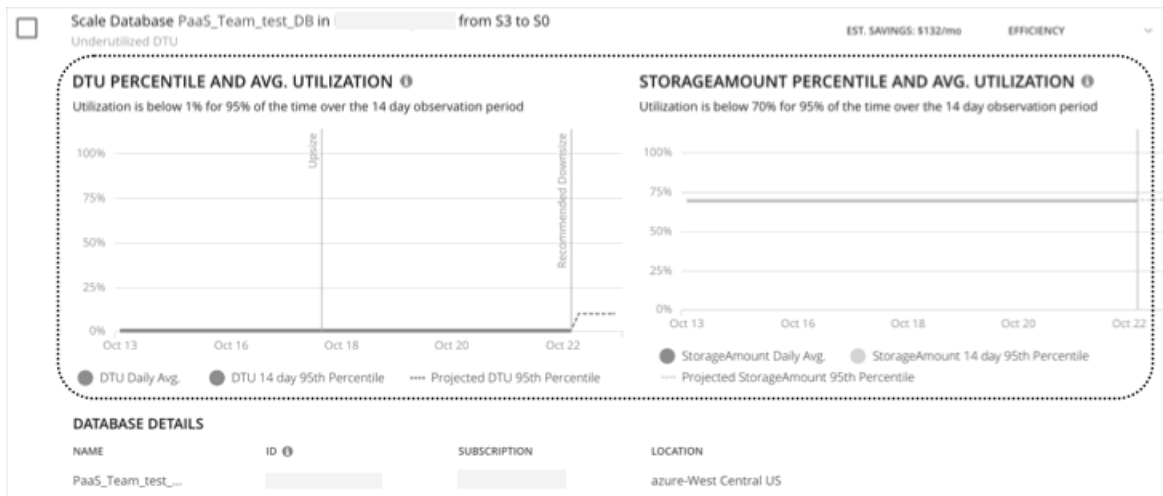 Scale Database PaaS_Team_test_DB in from S3 to S0
Underutilized DTU
EST. SAVINGS: $132/mo
EFFICIENCY
DTU PERCENTILE AND AVG. UTILIZATION
Utilization is below 1% for 95% of the time over the 14 day observation period
100%
75%
50%
25%
0%
Upsize
Recommended Downsize
Oct 13 Oct 16 Oct 18 Oct 20 Oct 22
DTU Daily Avg. DTU 14 day 95th Percentile Projected DTU 95th Percentile
STORAGEAMOUNT PERCENTILE AND AVG. UTILIZATION
Utilization is below 70% for 95% of the time over the 14 day observation period
100%
75%
50%
25%
0%
Oct 13 Oct 16 Oct 18 Oct 20 Oct 22
StorageAmount Daily Avg. StorageAmount 14 day 95th Percentile
Projected StorageAmount 95th Percentile
DATABASE DETAILS
NAME ID SUBSCRIPTION LOCATION
PaaS_Team_test_... azure-West Central US